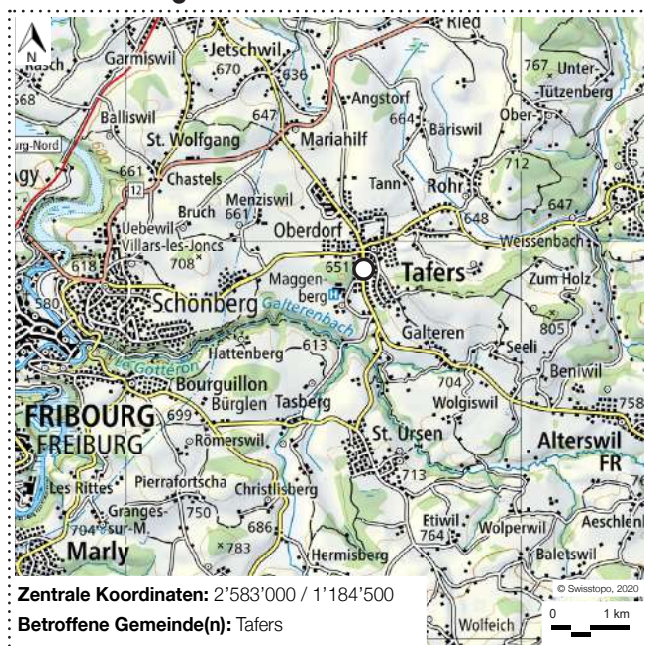 N
Ried
Jetschwil
Garmiswil
670
636
767
Unter-
Tützenberg
568
Angstorf
Ober-
Balliswil
647
664
Bäriswil
St. Wolfgang
Mariahilf
712
661
Chastels
Tann
Rohr
12
Menziswil
647
Bruch
661
Oberdorf
648
Uebewil
Weissenbach
Villars-les-Joncs
708
618
551
Tafers
Zum Holz
Maggen-
berg
H
580
Schönberg
Galterenbach
805
Galteren
Hattenberg
613
Seeli
Le Gottéron
Beniwil
704
Bourguillon
Wolgiswil
758
FRIBOURG
Bürglen
Tasberg
699
FREIBURG
St. Ursen
Alterswil
Römerswil
FR
713
Les Rittes
Pierrafortscha
Christlisberg
Granges-
750
Etiwil
Wolperwil
sur-M.
764
704
686
783
Marly
Hermisberg
Baletswil
© Swisstopo, 2020
Zentrale Koordinaten: 2’583’000 / 1’184’500
0 1 km
Betroffene Gemeinde(n): Tafers
Wolfeich